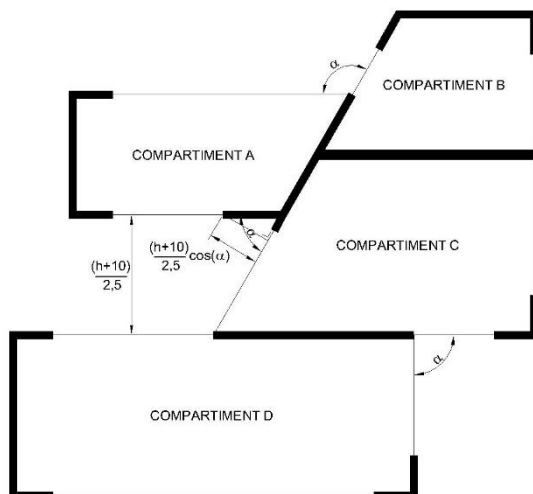 α
COMPARTIMENT B
COMPARTIMENT A
α
(h+10)
2,5
cos(α)
COMPARTIMENT C
(h+10)
2,5
α
COMPARTIMENT D